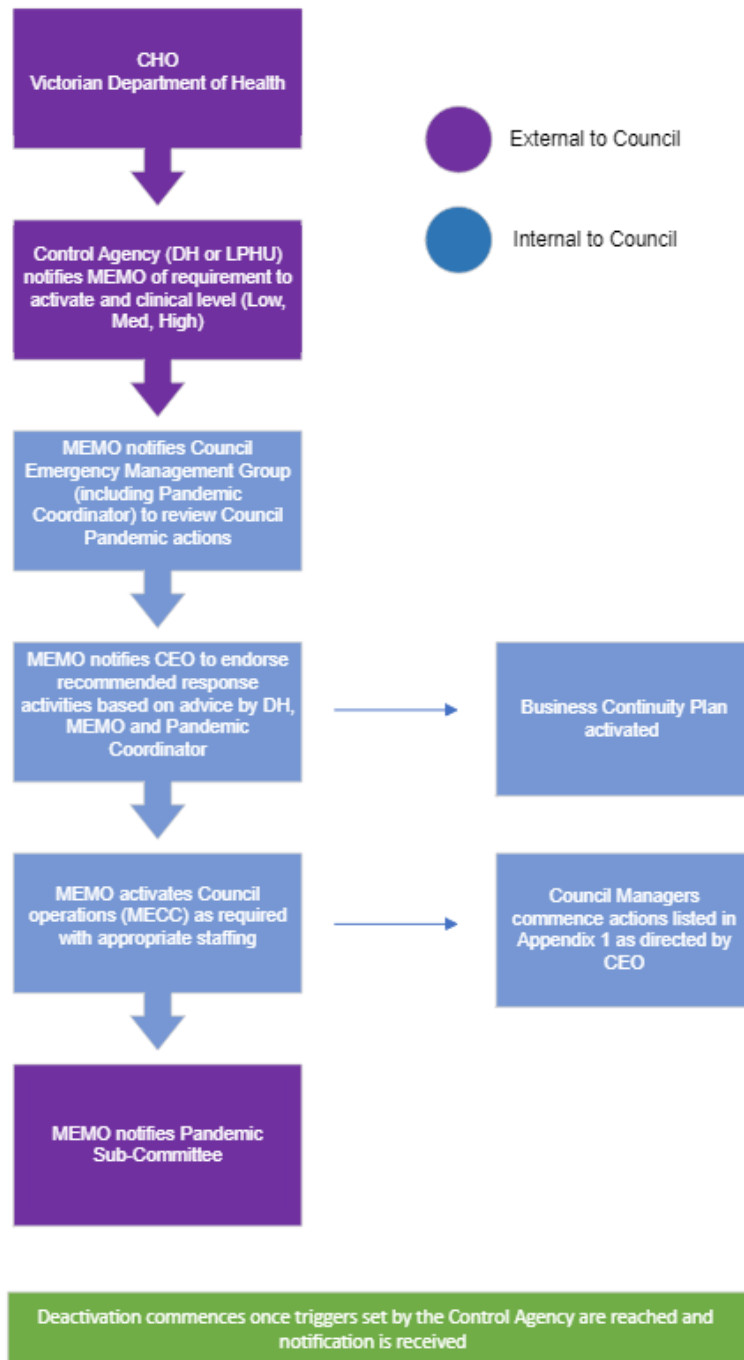 CHO
Victorian Department of Health
External to Council
Internal to Council
Control Agency (DH or LPHU)
notifies MEMO of requirement to
activate and clinical level (Low,
Med, High)
MEMO notifies Council
Emergency Management Group
(including Pandemic
Coordinator) to review Council
Pandemic actions
MEMO notifies CEO to endorse
recommended response
activities based on advice by DH,
MEMO and Pandemic
Coordinator
Business Continuity Plan
activated
MEMO activates Council
operations (MECC) as required
with appropriate staffing
Council Managers
commence actions listed in
Appendix 1 as directed by
CEO
MEMO notifies Pandemic
Sub-Committee
Deactivation commences once triggers set by the Control Agency are reached and
notification is received